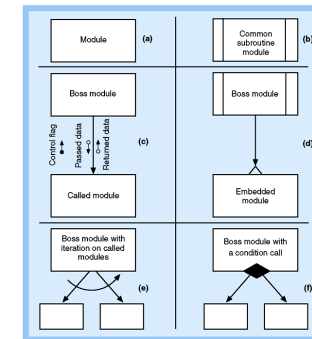 Module
(a)
Common
subroutine
module
(b)
Boss module
Control flag
Passed data
Returned data
(c)
Called module
Boss module
(d)
Embedded
module
Boss module with
iteration on called
modules
(e)
Boss module with
a condition call
(f)